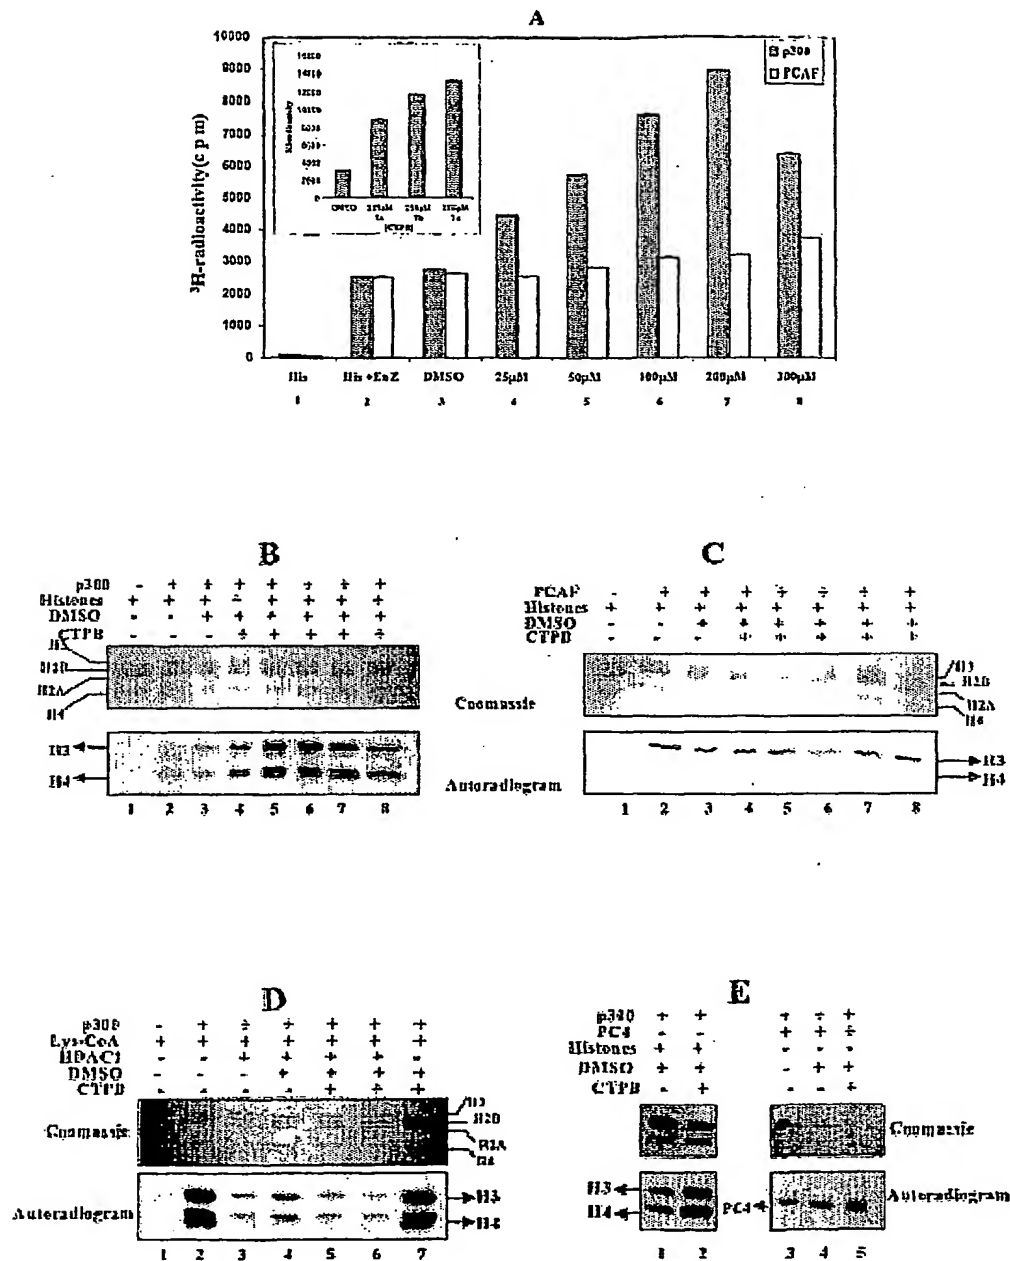 A
10000
9000
8000
7000
6000
5000
4000
3000
2000
1000
0
³H-radioactivity(c p m)
p300
PCAF
DMSO
[CTPB]
His His +EnZ DMSO 25µM 50µM 100µM 200µM 300µM
1 2 3 4 5 6 7 8
B
p300 - + + + + + + +
Histones + + + + + + + +
DMSO - - + + + + + +
CTPB - - - + + + + +
H2B
H2A
H4
Coomassie
H3
H4
Autoradiogram
1 2 3 4 5 6 7 8
C
PCAF - + + + + + + +
Histones + + + + + + + +
DMSO - - + + + + + +
CTPB - - - + + + + +
H3
H2B
H2A
H4
H3
H4
1 2 3 4 5 6 7 8
D
p300 - + + + + + +
Lys-CoA + + + + + + +
HDAC1 - - + + + + -
DMSO - - - + + + +
CTPB - - - - + + +
Coomassie
H3
H2B
H2A
H4
Autoradiogram
H3
H4
1 2 3 4 5 6 7
E
p300 + + + + +
PC4 - - + + +
Histones + + - - -
DMSO + + - + +
CTPB - + - - +
Coomassie
H3
H4
PC4
Autoradiogram
1 2 3 4 5